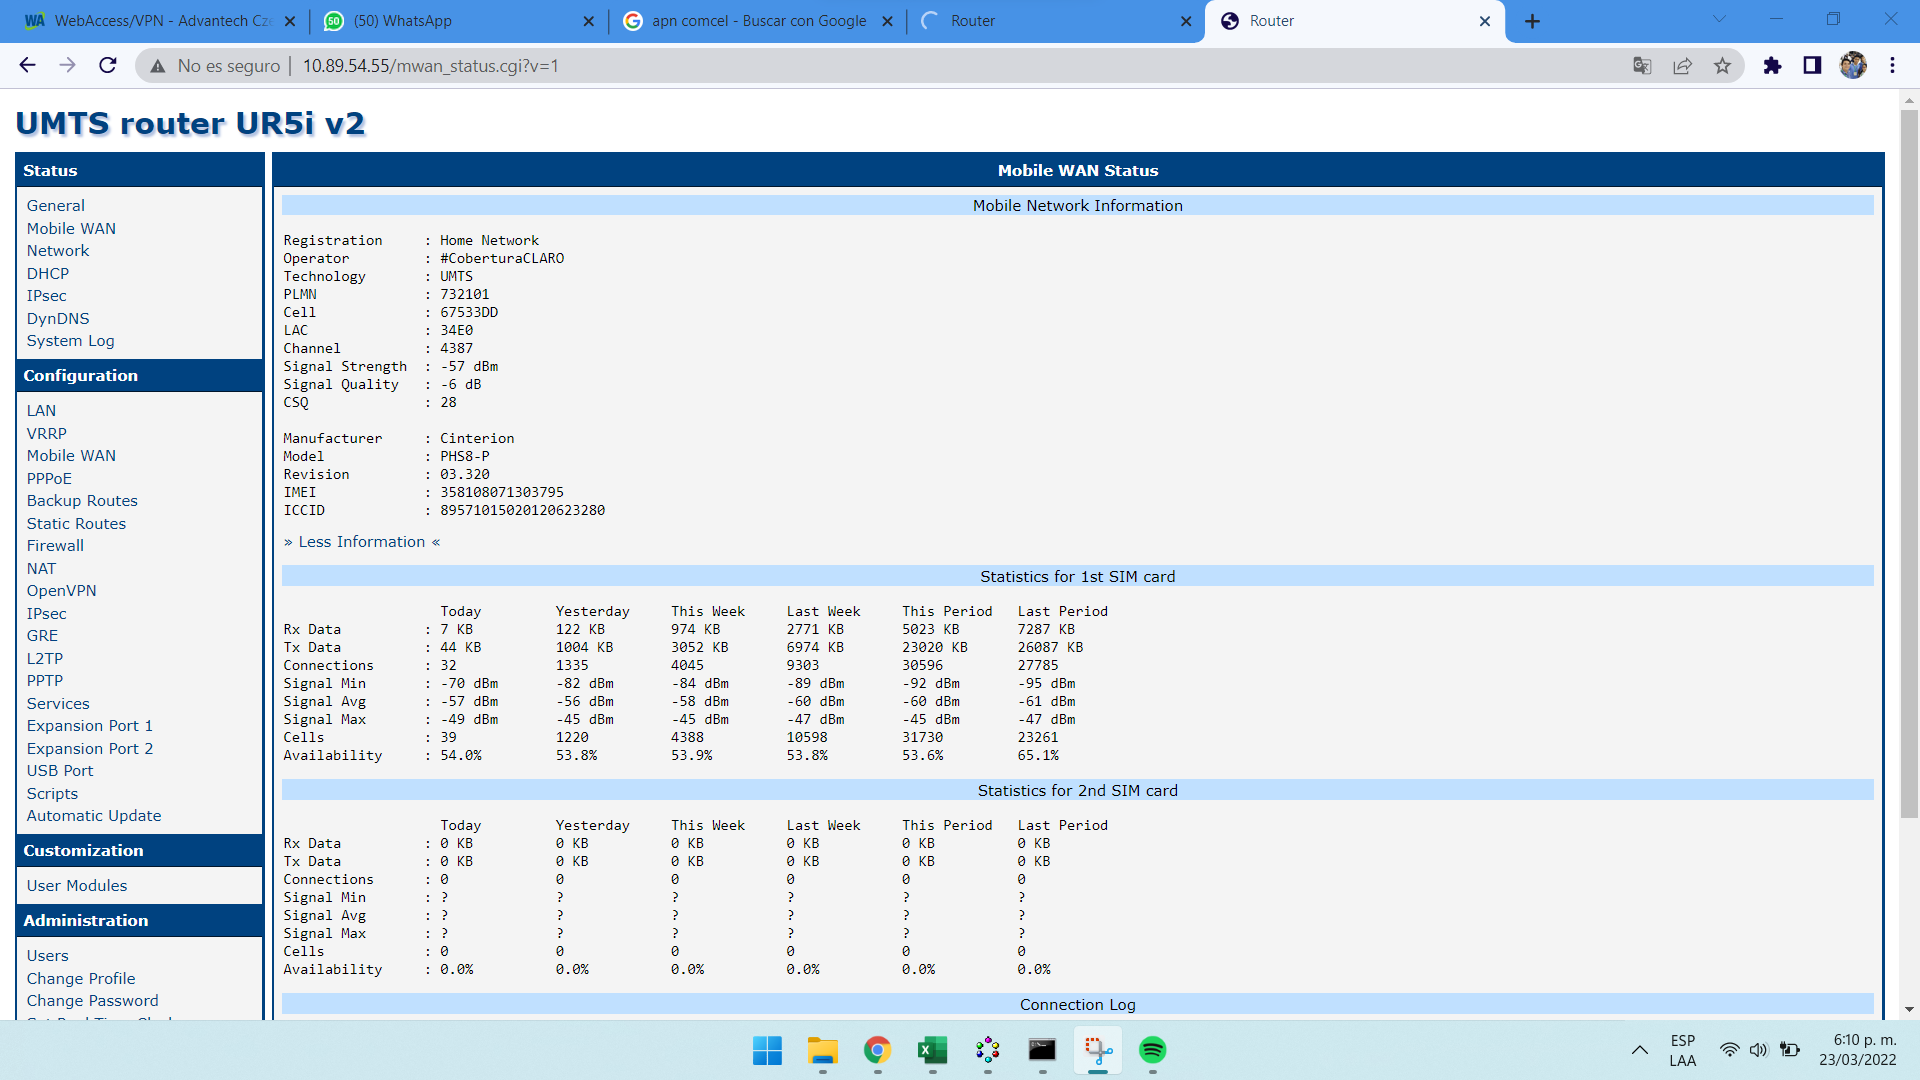 WebAccess/VPN - Advantech Cze
50 (50) WhatsApp
apn comcel - Buscar con Google
Router
Router
No es seguro | 10.89.54.55/mwan_status.cgi?v=1
UMTS router UR5i v2
Status
General
Mobile WAN
Network
DHCP
IPsec
DynDNS
System Log
Configuration
LAN
VRRP
Mobile WAN
PPPoE
Backup Routes
Static Routes
Firewall
NAT
OpenVPN
IPsec
GRE
L2TP
PPTP
Services
Expansion Port 1
Expansion Port 2
USB Port
Scripts
Automatic Update
Customization
User Modules
Administration
Users
Change Profile
Change Password
Mobile WAN Status
Mobile Network Information
Registration : Home Network
Operator : #CoberturaCLARO
Technology : UMTS
PLMN : 732101
Cell : 67533DD
LAC : 34E0
Channel : 4387
Signal Strength : -57 dBm
Signal Quality : -6 dB
CSQ : 28
Manufacturer : Cinterion
Model : PHS8-P
Revision : 03.320
IMEI : 358108071303795
ICCID : 89571015020120623280
» Less Information «
Statistics for 1st SIM card
Today Yesterday This Week Last Week This Period Last Period
Rx Data : 7 KB 122 KB 974 KB 2771 KB 5023 KB 7287 KB
Tx Data : 44 KB 1004 KB 3052 KB 6974 KB 23020 KB 26087 KB
Connections : 32 1335 4045 9303 30596 27785
Signal Min : -70 dBm -82 dBm -84 dBm -89 dBm -92 dBm -95 dBm
Signal Avg : -57 dBm -56 dBm -58 dBm -60 dBm -60 dBm -61 dBm
Signal Max : -49 dBm -45 dBm -45 dBm -47 dBm -45 dBm -47 dBm
Cells : 39 1220 4388 10598 31730 23261
Availability : 54.0% 53.8% 53.9% 53.8% 53.6% 65.1%
Statistics for 2nd SIM card
Today Yesterday This Week Last Week This Period Last Period
Rx Data : 0 KB 0 KB 0 KB 0 KB 0 KB 0 KB
Tx Data : 0 KB 0 KB 0 KB 0 KB 0 KB 0 KB
Connections : 0 0 0 0 0 0
Signal Min : ? ? ? ? ? ?
Signal Avg : ? ? ? ? ? ?
Signal Max : ? ? ? ? ? ?
Cells : 0 0 0 0 0 0
Availability : 0.0% 0.0% 0.0% 0.0% 0.0% 0.0%
Connection Log
ESP
LAA
6:10 p. m.
23/03/2022